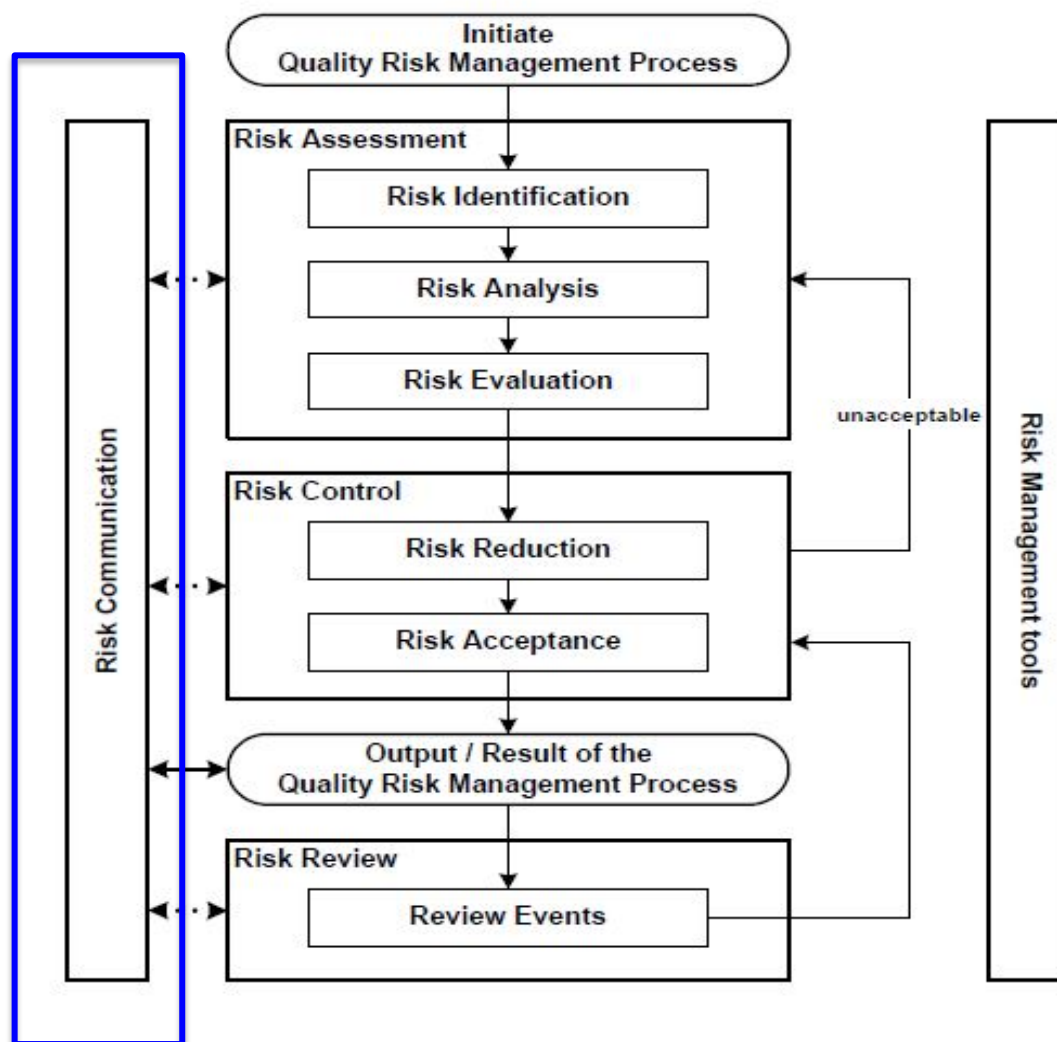 Initiate
Quality Risk Management Process
Risk Assessment
Risk Identification
Risk Analysis
Risk Evaluation
unacceptable
Risk Communication
Risk Management tools
Risk Control
Risk Reduction
Risk Acceptance
Output / Result of the
Quality Risk Management Process
Risk Review
Review Events